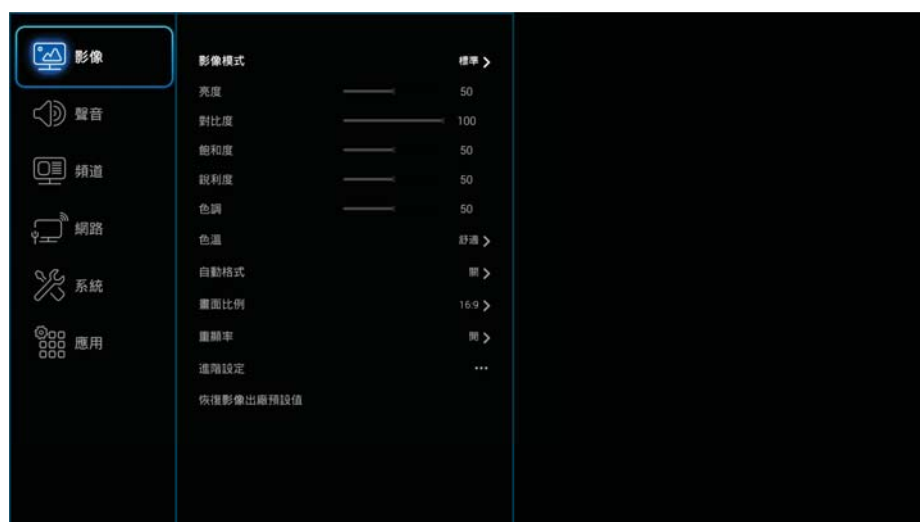 影像
聲音
頻道
網路
系統
應用
影像模式 標準
亮度 50
對比度 100
飽和度 50
銳利度 50
色調 50
色溫 舒適
自動格式 關
畫面比例 16:9
重顯率 開
進階設定 •••
恢復影像出廠預設值